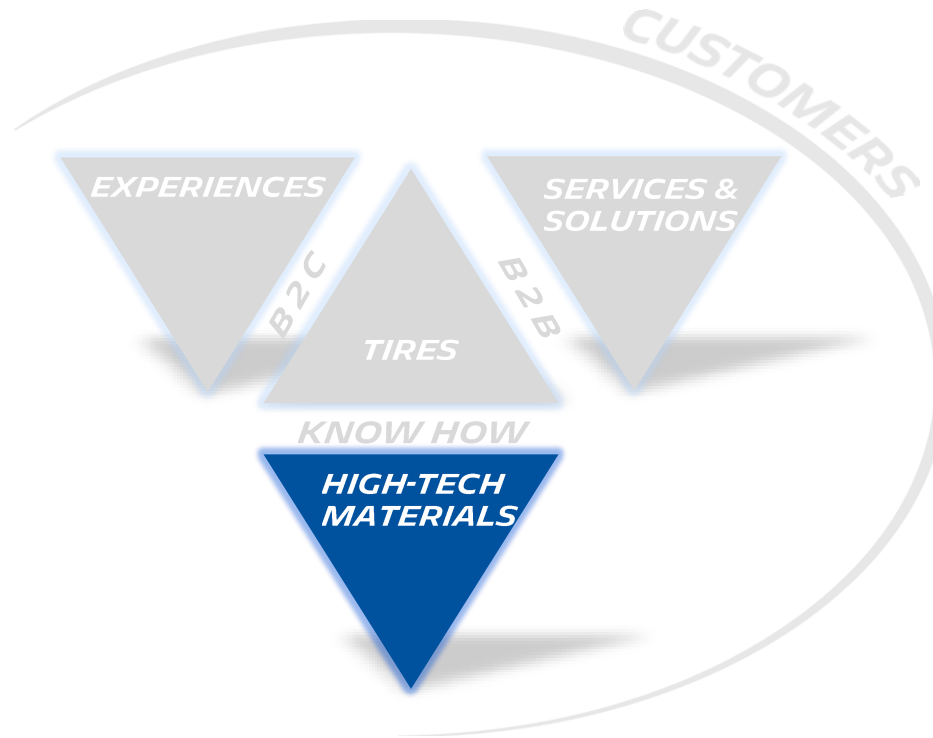 CUSTOMERS
EXPERIENCES
SERVICES &
SOLUTIONS
B2C
B2B
TIRES
KNOW HOW
HIGH-TECH
MATERIALS